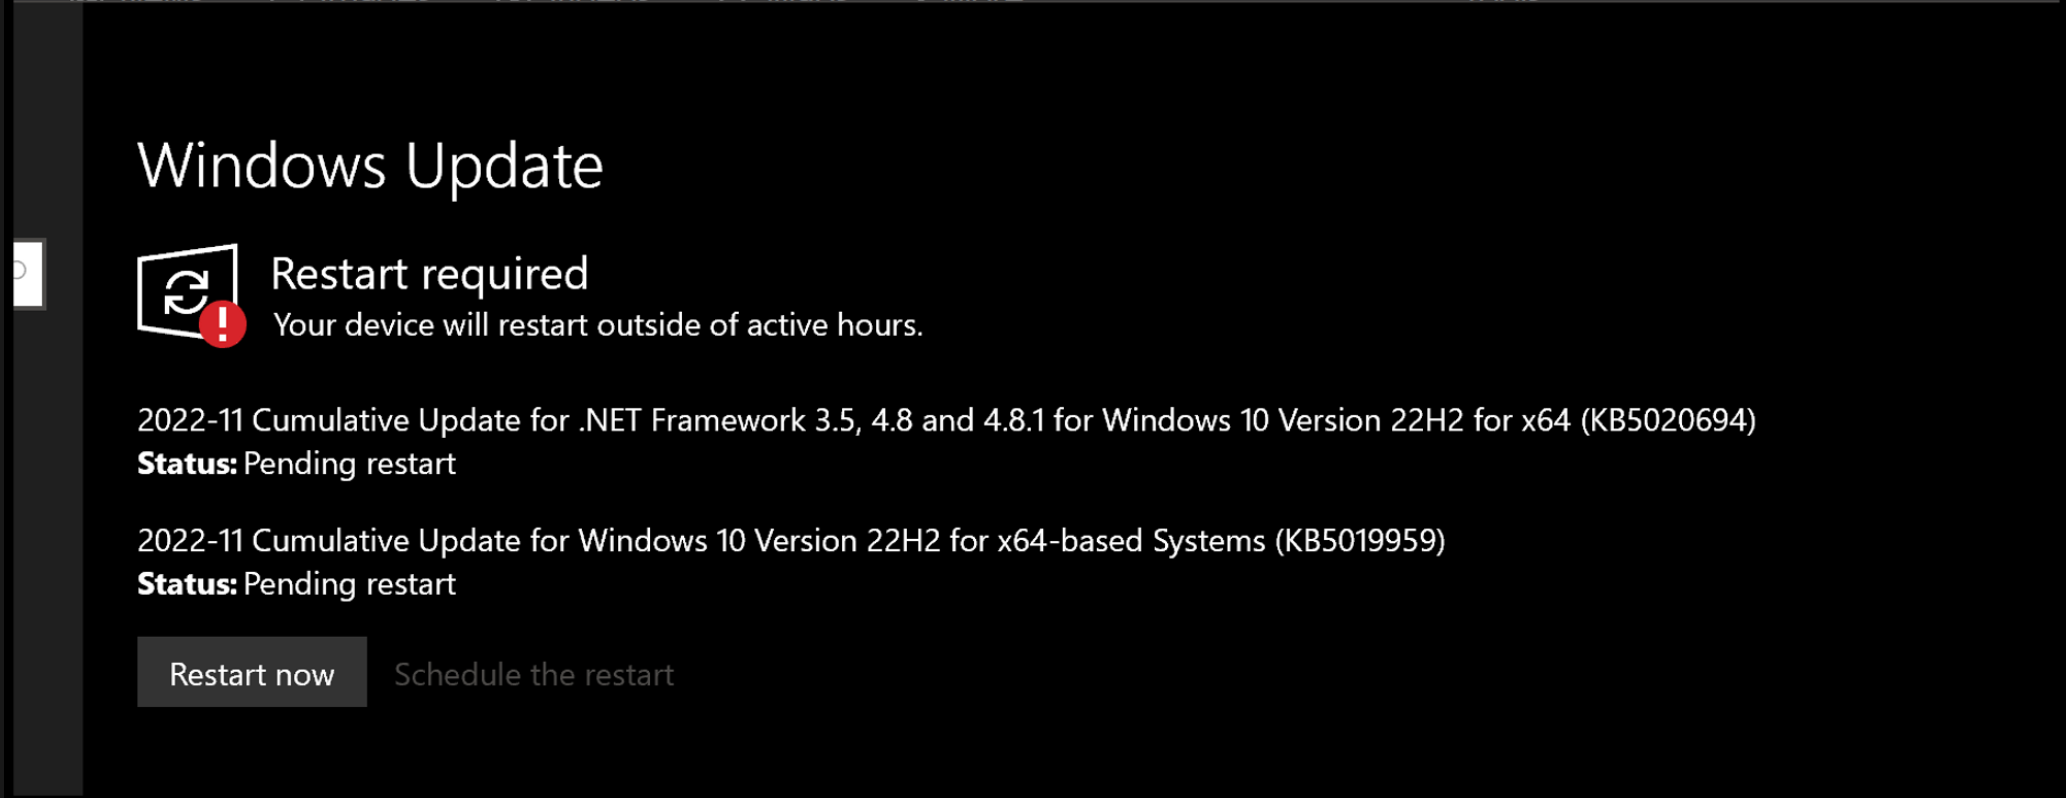 Windows Update
Restart required
Your device will restart outside of active hours.
2022-11 Cumulative Update for .NET Framework 3.5, 4.8 and 4.8.1 for Windows 10 Version 22H2 for x64 (KB5020694)
Status: Pending restart
2022-11 Cumulative Update for Windows 10 Version 22H2 for x64-based Systems (KB5019959)
Status: Pending restart
Restart now
Schedule the restart